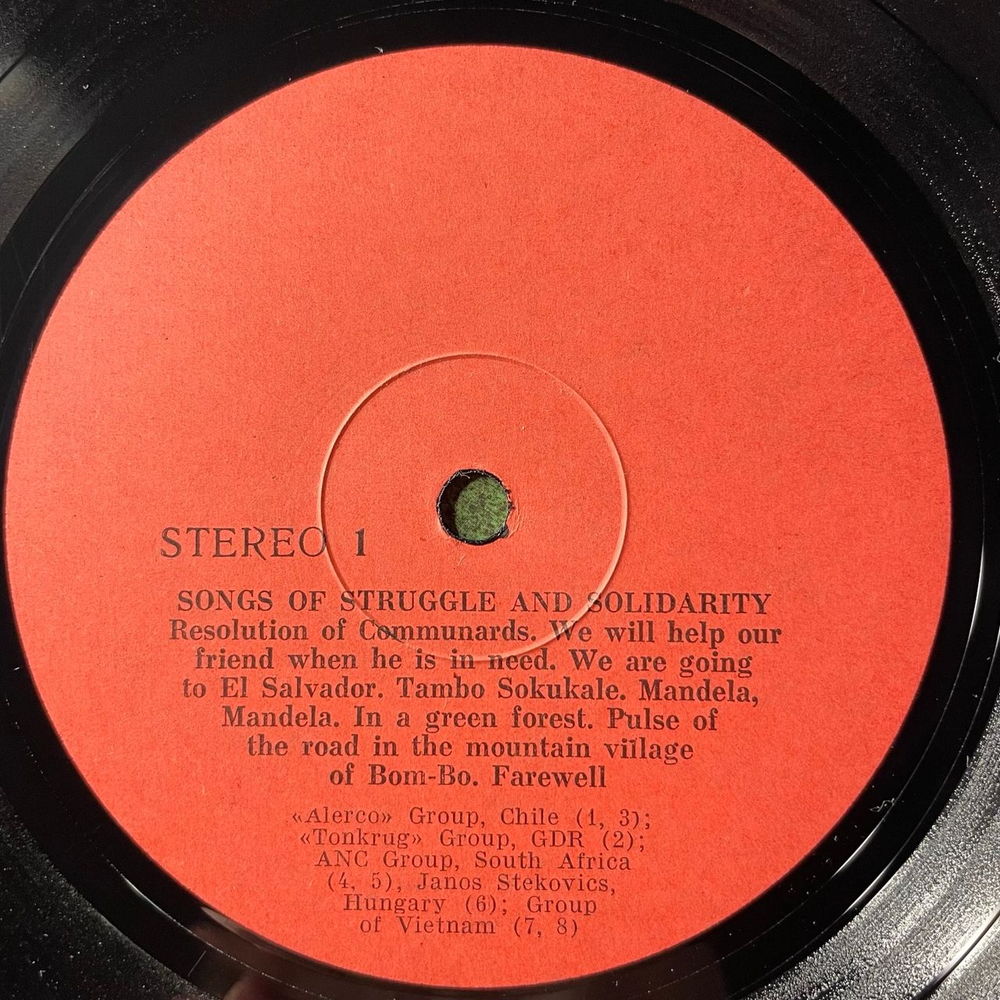 STEREO 1
SONGS OF STRUGGLE AND SOLIDARITY
Resolution of Communards. We will help our
friend when he is in need. We are going
to El Salvador. Tambo Sokukale. Mandela,
Mandela. In a green forest. Pulse of
the road in the mountain viïlage
of Bom-Bo. Farewell
«Alerco» Group, Chile (1, 3);
«Tonkrug» Group, GDR (2);
ANC Group, South Africa
(4, 5), Janos Stekovics,
Hungary (6); Group
of Vietnam (7, 8)